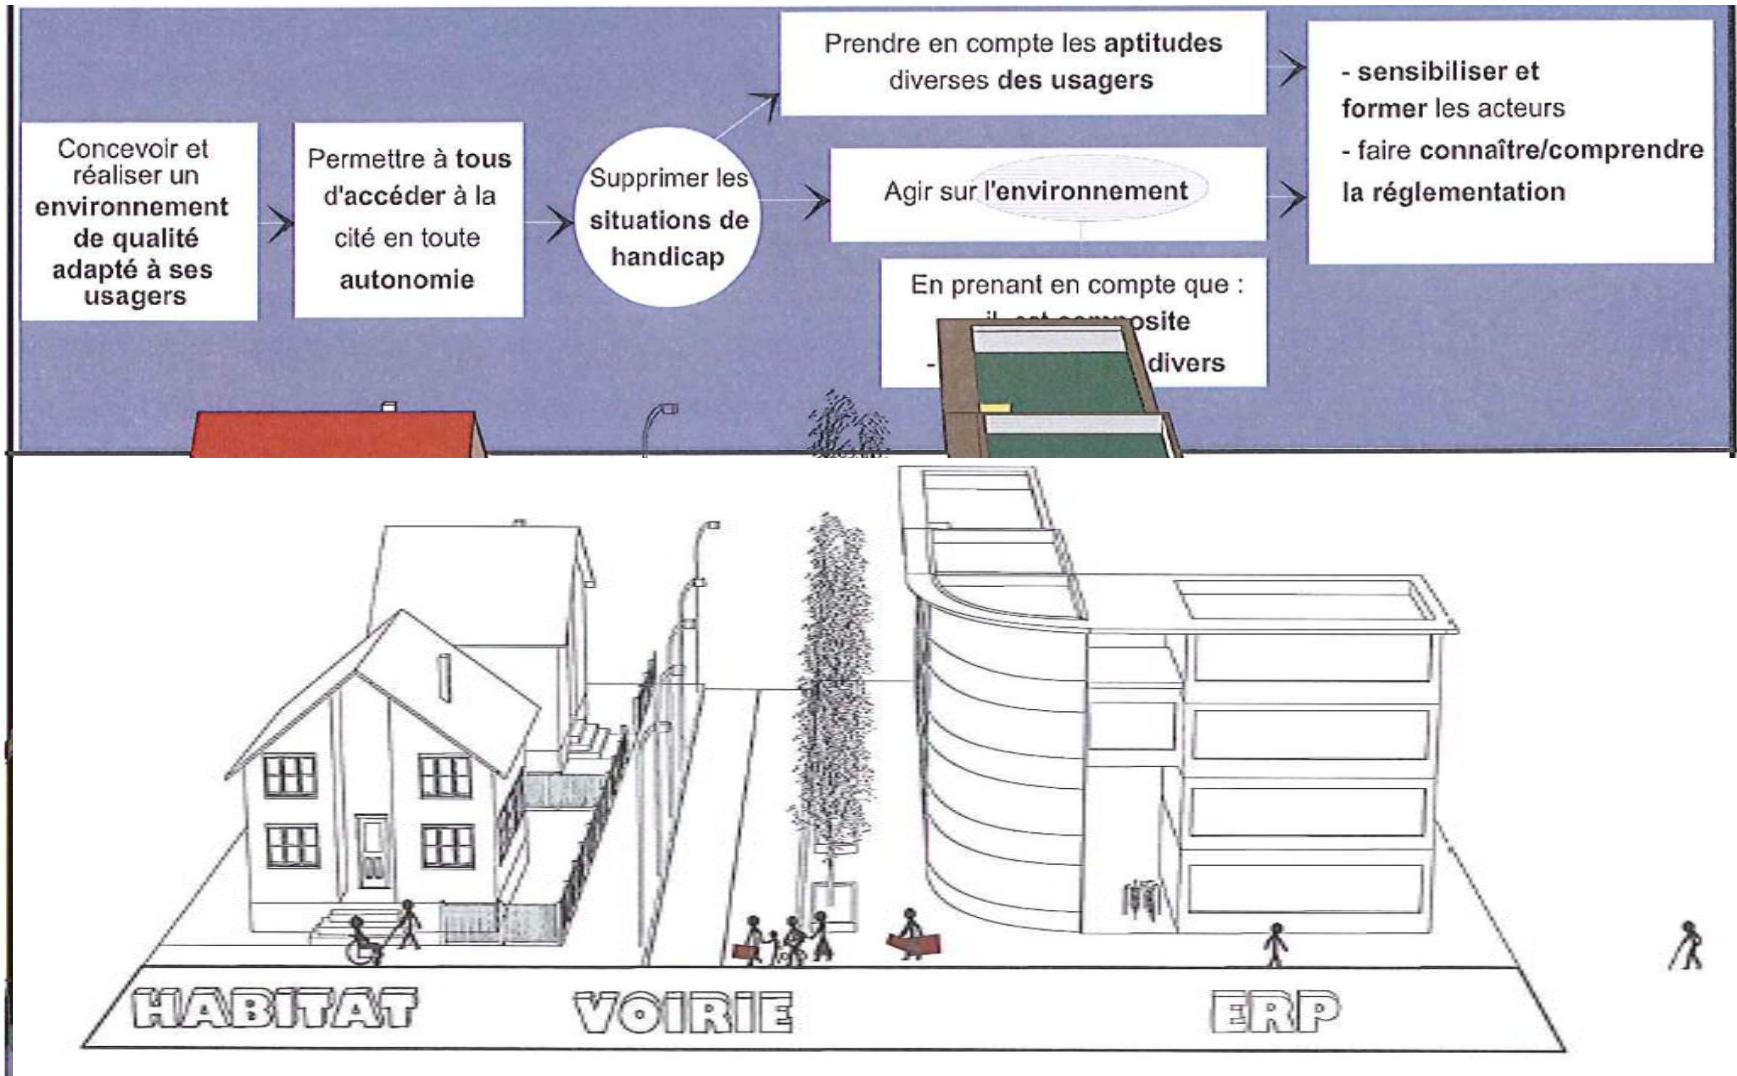 Concevoir et
réaliser un
environnement
de qualité
adapté à ses
usagers
Permettre à tous
d'accéder à la
cité en toute
autonomie
Supprimer les
situations de
handicap
Prendre en compte les aptitudes
diverses des usagers
Agir sur l'environnement
En prenant en compte que :
composite
- divers
- sensibiliser et
former les acteurs
- faire connaître/comprendre
la réglementation
HABITAT
VOIRIE
ERP